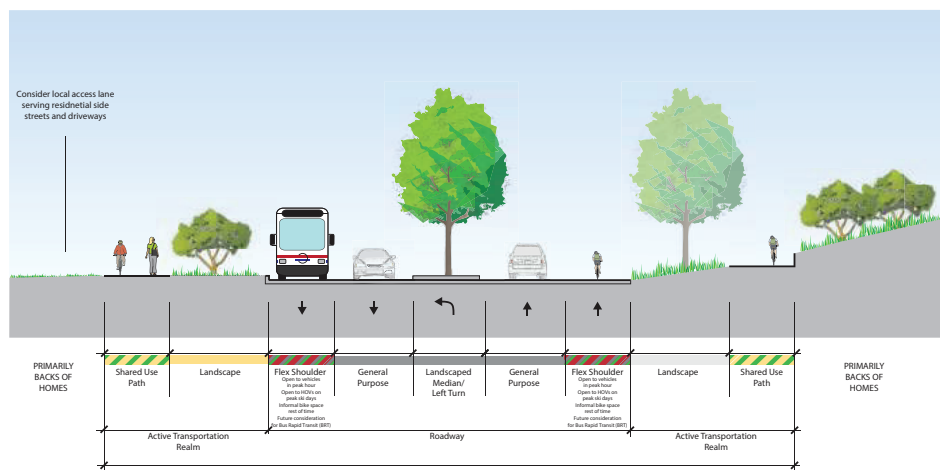 Consider local access lane
serving residnetial side
streets and driveways
PRIMARILY
BACKS OF
HOMES
Shared Use
Path
Landscape
Flex Shoulder
Open to vehicles
in peak hour
Open to HOVs on
peak ski days
Informal bike space
rest of time
Future consideration
for Bus Rapid Transit (BRT)
General
Purpose
Landscaped
Median/
Left Turn
General
Purpose
Flex Shoulder
Open to vehicles
in peak hour
Open to HOVs on
peak ski days
Informal bike space
rest of time
Future consideration
for Bus Rapid Transit (BRT)
Landscape
Shared Use
Path
PRIMARILY
BACKS OF
HOMES
Active Transportation
Realm
Roadway
Active Transportation
Realm